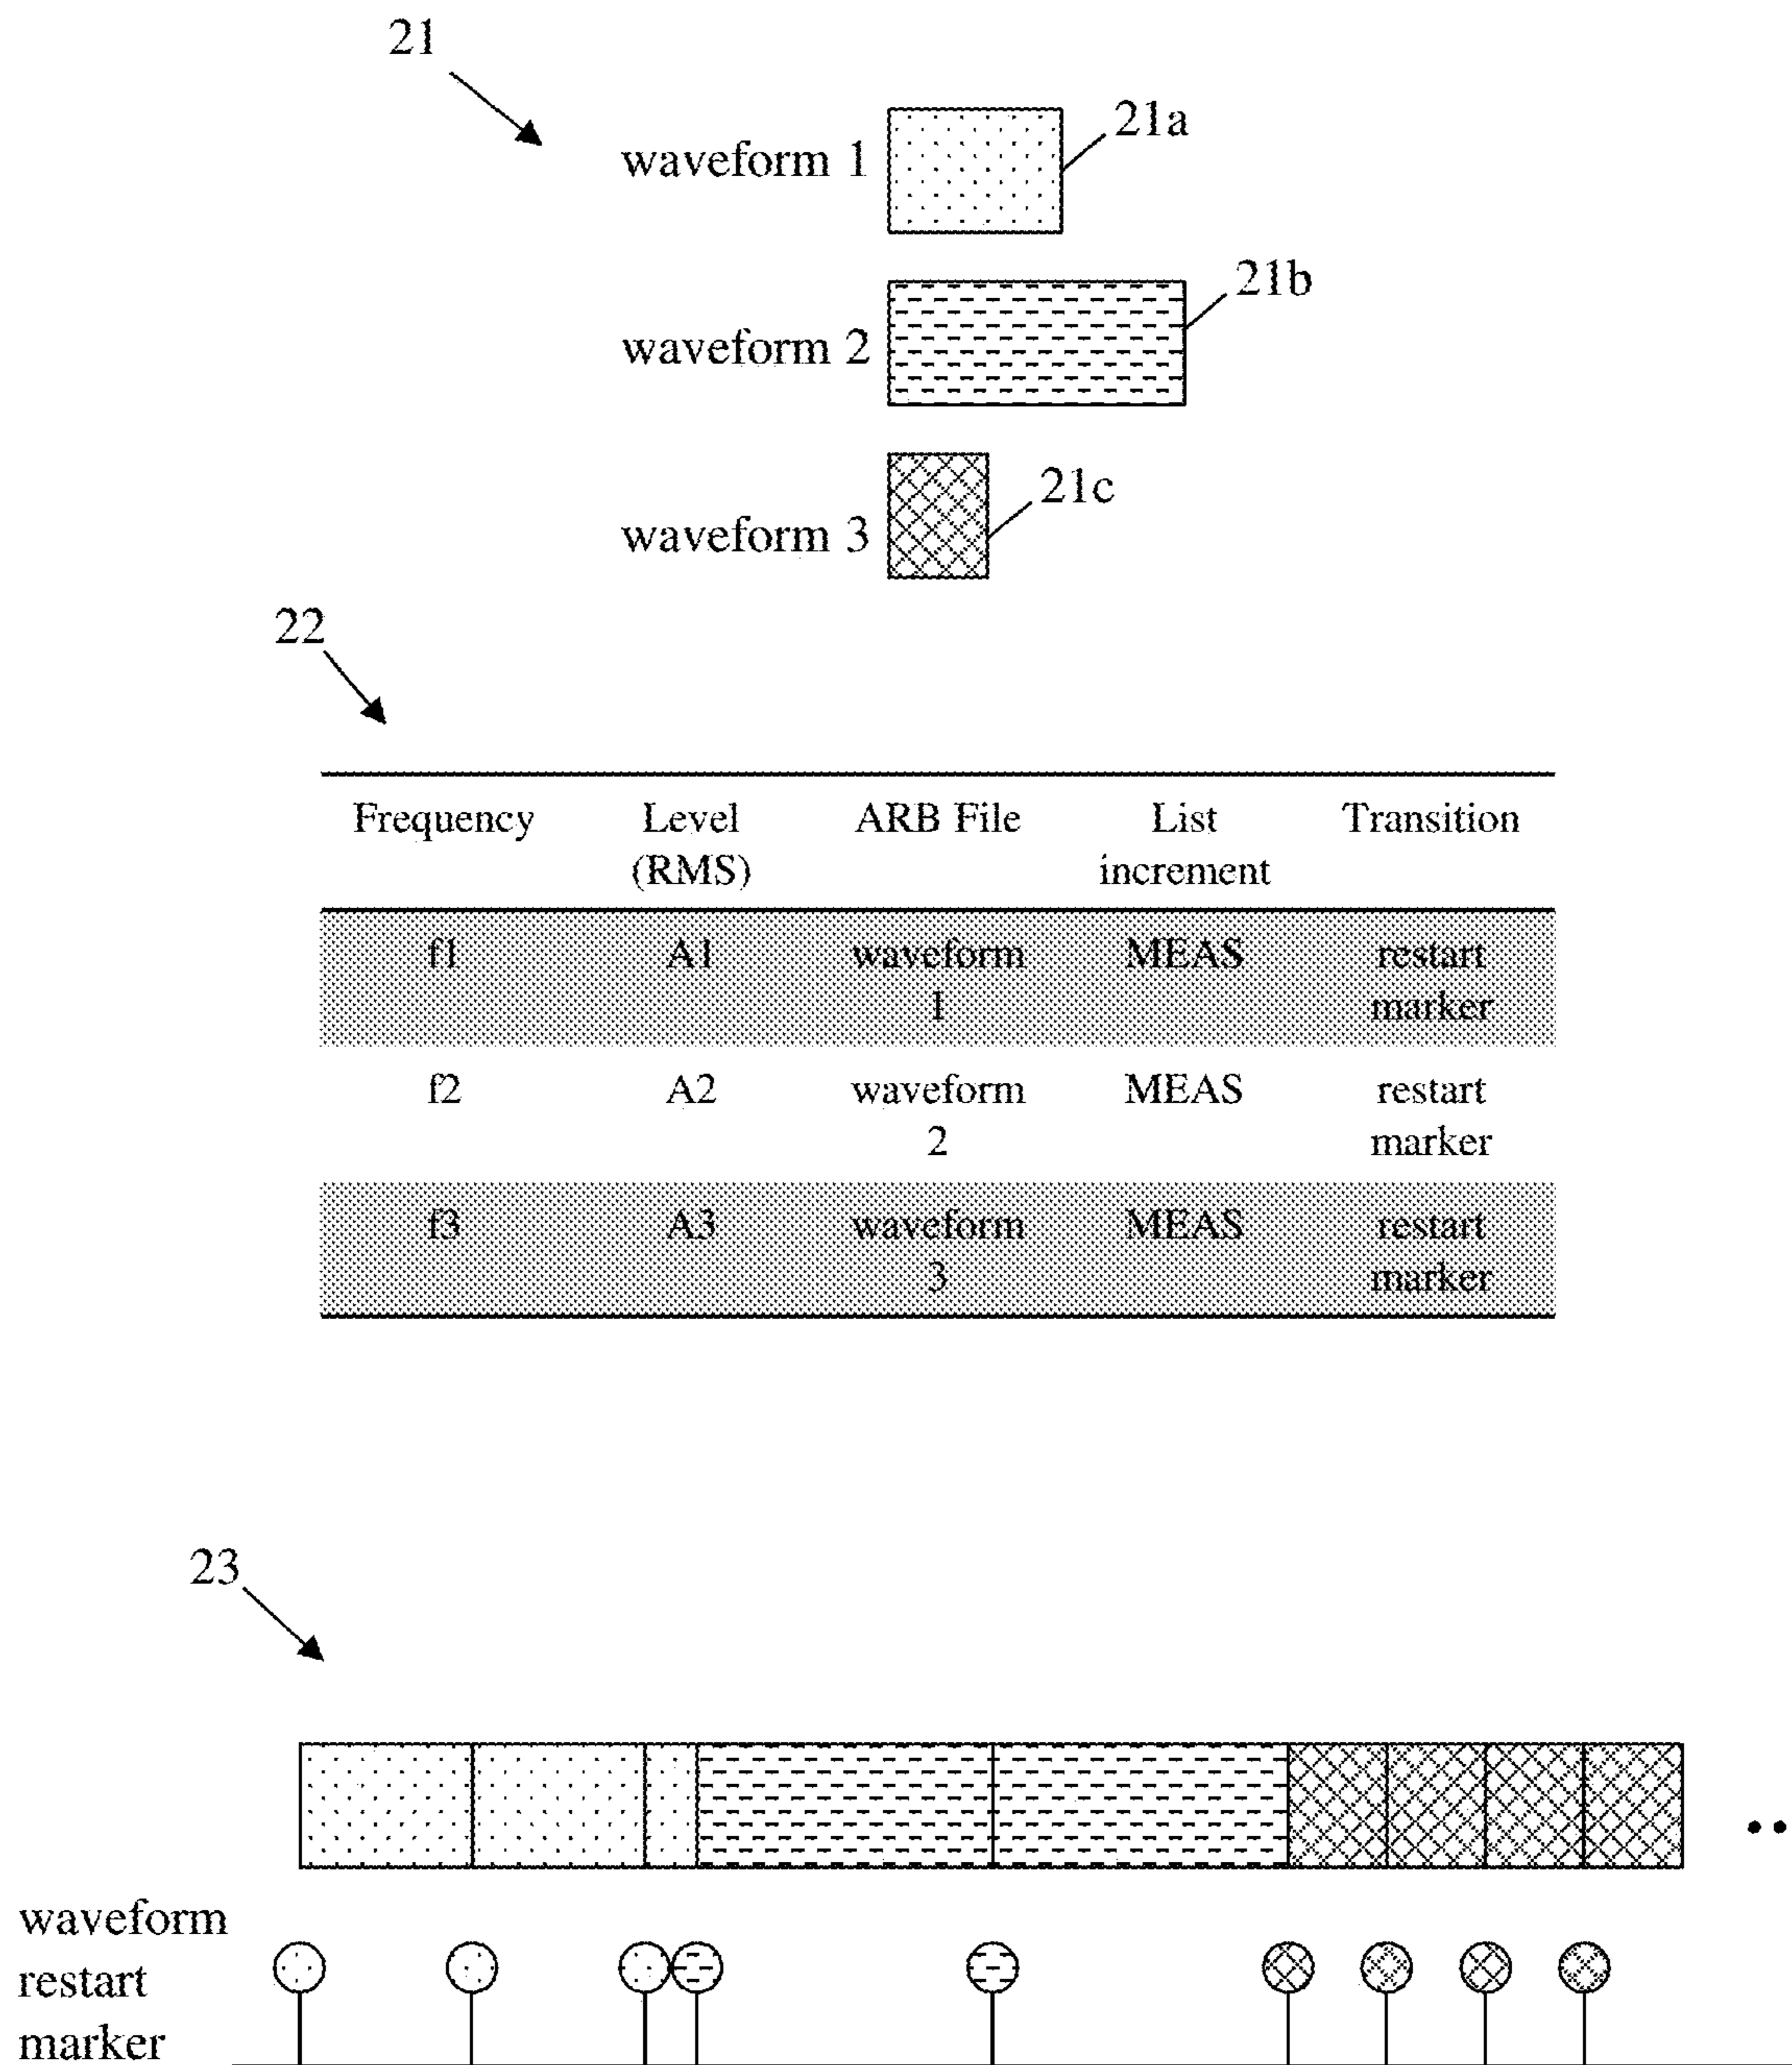 21
waveform 1
21a
waveform 2
21b
waveform 3
21c
22
Frequency Level (RMS) ARB File List increment Transition
f1 A1 waveform 1 MEAS restart marker
f2 A2 waveform 2 MEAS restart marker
f3 A3 waveform 3 MEAS restart marker
23
waveform
restart
marker